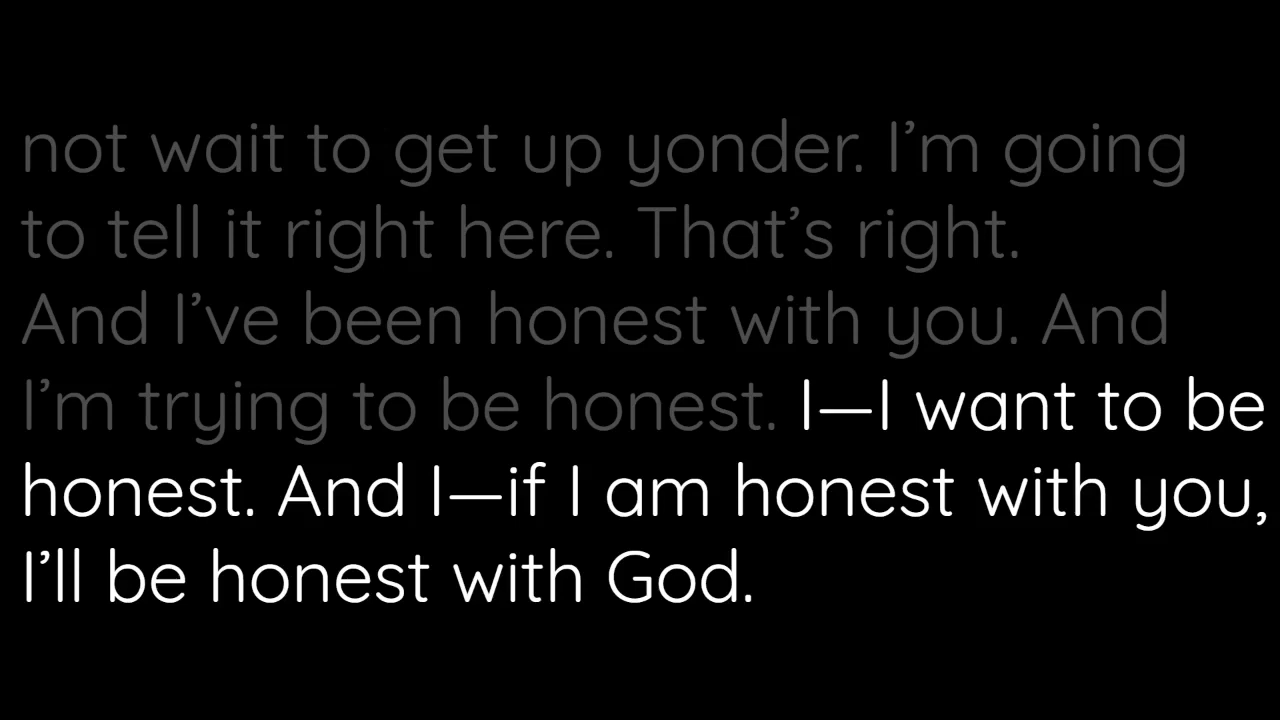 not wait to get up yonder. I’m going
to tell it right here. That’s right.
And I’ve been honest with you. And
I’m trying to be honest. I—I want to be
honest. And I—if I am honest with you,
I’ll be honest with God.